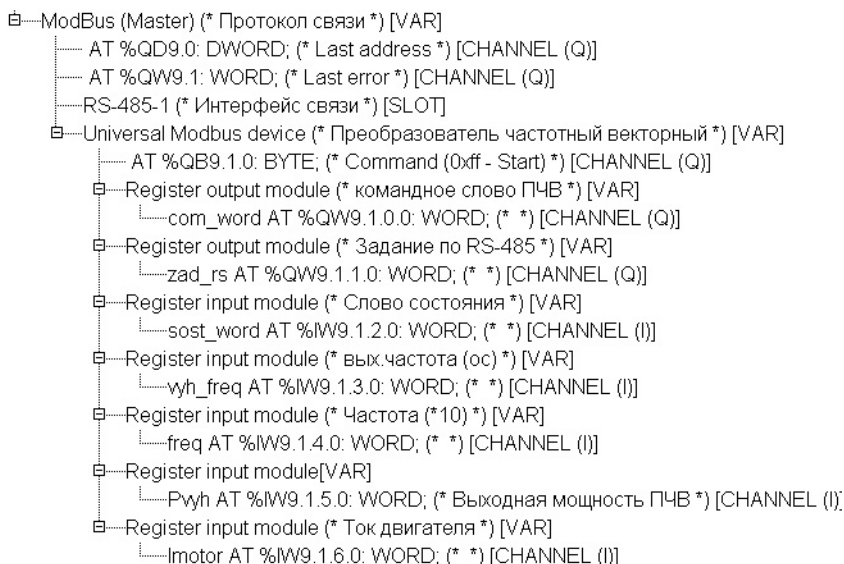 ModBus (Master) (* Протокол связи *) [VAR]
AT %QD9.0: DWORD; (* Last address *) [CHANNEL (Q)]
AT %QW9.1: WORD; (* Last error *) [CHANNEL (Q)]
RS-485-1 (* Интерфейс связи *) [SLOT]
Universal Modbus device (* Преобразователь частотный векторный *) [VAR]
AT %QB9.1.0: BYTE; (* Command (0xff - Start) *) [CHANNEL (Q)]
Register output module (* командное слово ПЧВ *) [VAR]
com_word AT %QW9.1.0.0: WORD; (* *) [CHANNEL (Q)]
Register output module (* Задание по RS-485 *) [VAR]
zad_rs AT %QW9.1.1.0: WORD; (* *) [CHANNEL (Q)]
Register input module (* Слово состояния *) [VAR]
sost_word AT %IW9.1.2.0: WORD; (* *) [CHANNEL (I)]
Register input module (* вых.частота (ос) *) [VAR]
vyh_freq AT %IW9.1.3.0: WORD; (* *) [CHANNEL (I)]
Register input module (* Частота (*10) *) [VAR]
freq AT %IW9.1.4.0: WORD; (* *) [CHANNEL (I)]
Register input module[VAR]
Pvyh AT %IW9.1.5.0: WORD; (* Выходная мощность ПЧВ *) [CHANNEL (I)]
Register input module (* Ток двигателя *) [VAR]
Imotor AT %IW9.1.6.0: WORD; (* *) [CHANNEL (I)]